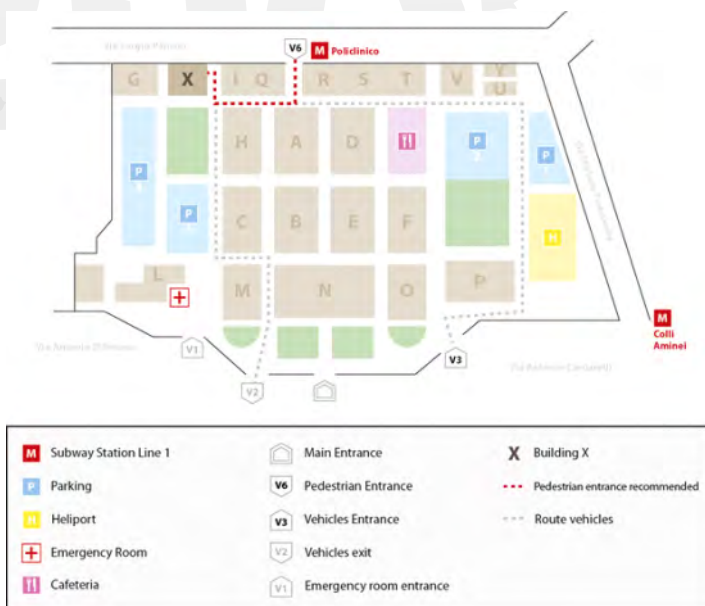 V6
M
Policlinico
G
X
I
Q
R
S
T
V
Y
U
H
A
D
P
P
P
P
C
B
E
F
H
L
M
N
O
P
M
Colli
Aminei
V1
V2
V3
M Subway Station Line 1
P Parking
H Heliport
Emergency Room
Cafeteria
Main Entrance
V6 Pedestrian Entrance
V3 Vehicles Entrance
V2 Vehicles exit
V1 Emergency room entrance
X Building X
Pedestrian entrance recommended
Route vehicles